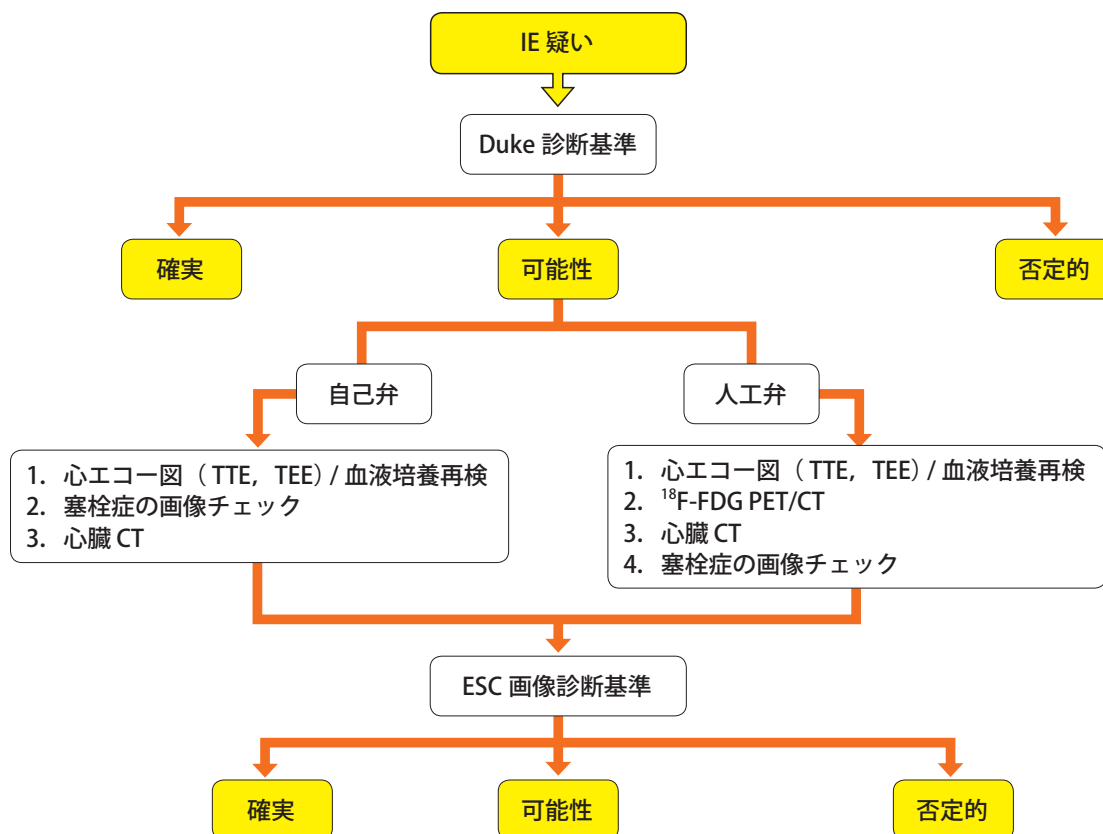 IE 疑い
Duke 診断基準
確実
可能性
否定的
自己弁
人工弁
1. 心エコー図（ TTE，TEE）/ 血液培養再検
2. 塞栓症の画像チェック
3. 心臓 CT
1. 心エコー図（ TTE，TEE）/ 血液培養再検
2. ¹⁸F-FDG PET/CT
3. 心臓 CT
4. 塞栓症の画像チェック
ESC 画像診断基準
確実
可能性
否定的